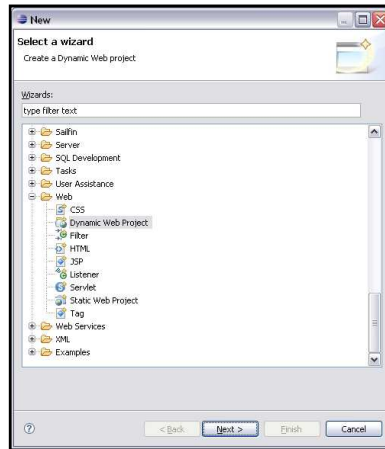 New
Select a wizard
Create a Dynamic Web project
Wizards:
type filter text
Sailfin
Server
SQL Development
Tasks
User Assistance
Web
CSS
Dynamic Web Project
Filter
HTML
JSP
Listener
Servlet
Static Web Project
Tag
Web Services
XML
Examples
? < Back Next > Finish Cancel